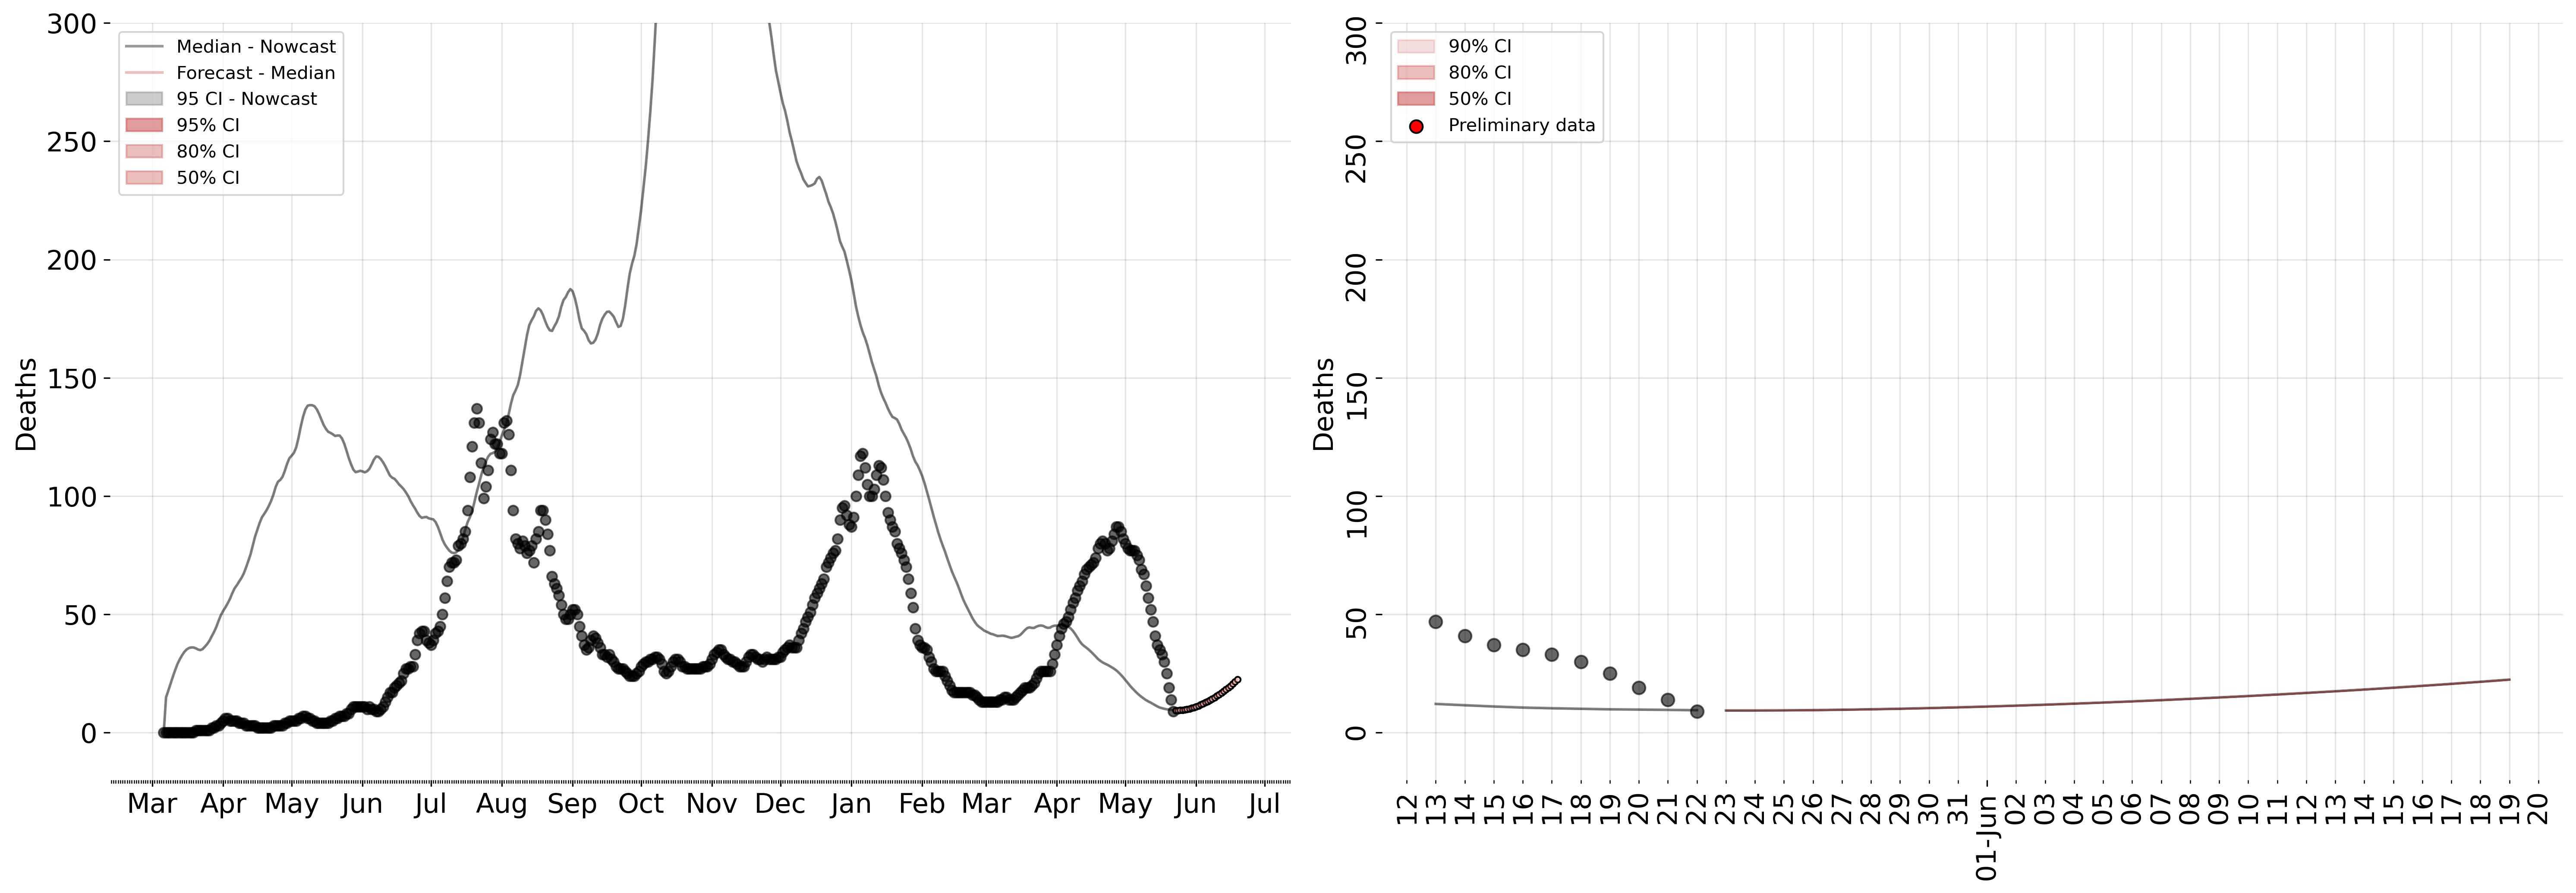 300
250
200
150
100
50
0
Deaths
Median - Nowcast
Forecast - Median
95 CI - Nowcast
95% CI
80% CI
50% CI
Mar Apr May Jun Jul Aug Sep Oct Nov Dec Jan Feb Mar Apr May Jun Jul
300
250
200
150
100
50
0
Deaths
90% CI
80% CI
50% CI
Preliminary data
12 13 14 15 16 17 18 19 20 21 22 23 24 25 26 27 28 29 30 31 01-Jun 02 03 04 05 06 07 08 09 10 11 12 13 14 15 16 17 18 19 20